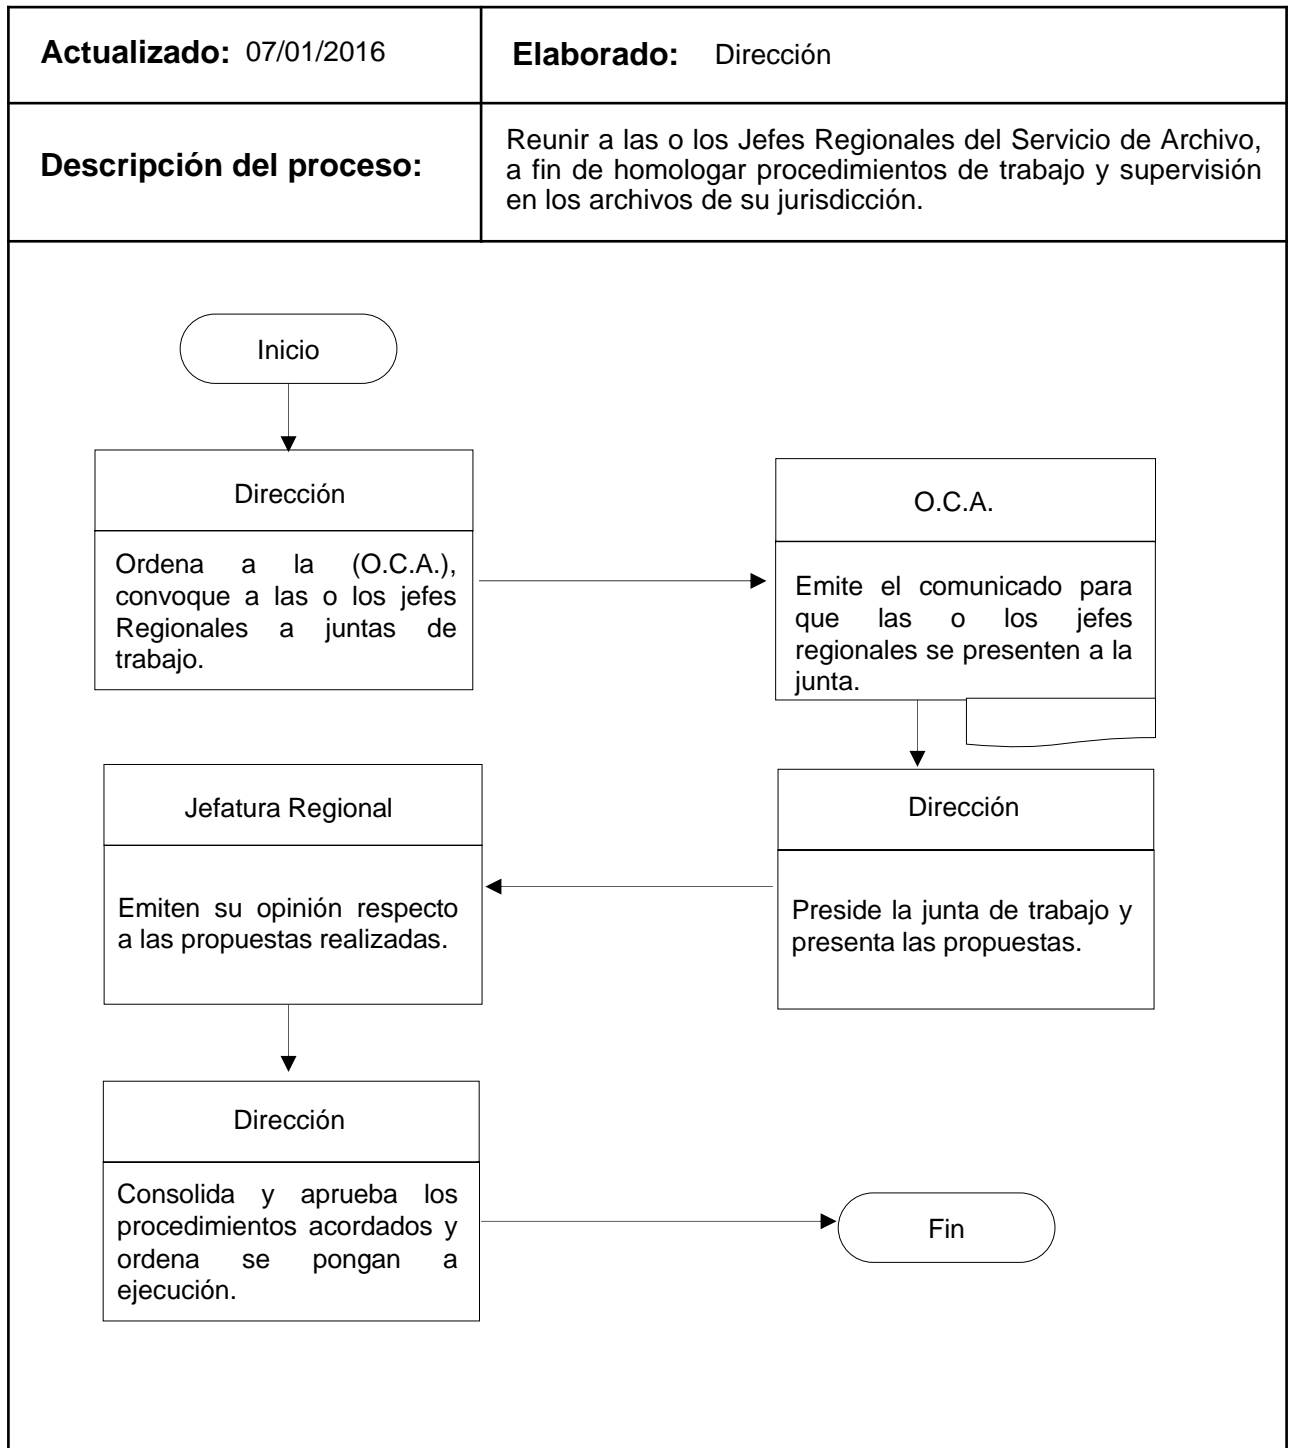 Actualizado: 07/01/2016
Elaborado: Dirección
Descripción del proceso:
Reunir a las o los Jefes Regionales del Servicio de Archivo,
a fin de homologar procedimientos de trabajo y supervisión
en los archivos de su jurisdicción.
Inicio
Dirección
Ordena a la (O.C.A.),
convoque a las o los jefes
Regionales a juntas de
trabajo.
O.C.A.
Emite el comunicado para
que las o los jefes
regionales se presenten a la
junta.
Dirección
Preside la junta de trabajo y
presenta las propuestas.
Jefatura Regional
Emiten su opinión respecto
a las propuestas realizadas.
Dirección
Consolida y aprueba los
procedimientos acordados y
ordena se pongan a
ejecución.
Fin